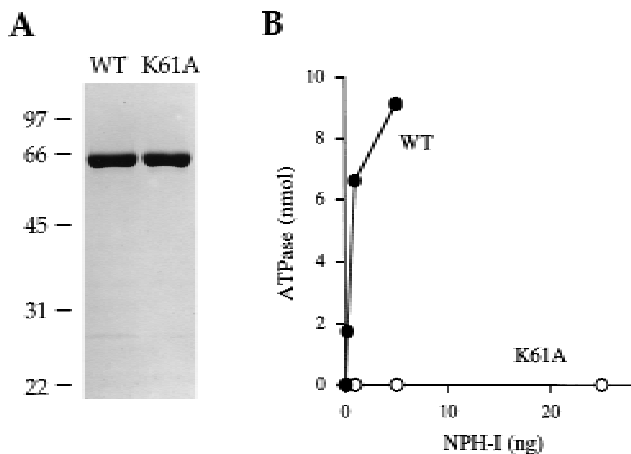 A
WT K61A
97
66
45
31
22
B
ATPase (nmol)
10
8
6
4
2
0
WT
K61A
0 10 20
NPH-I (ng)